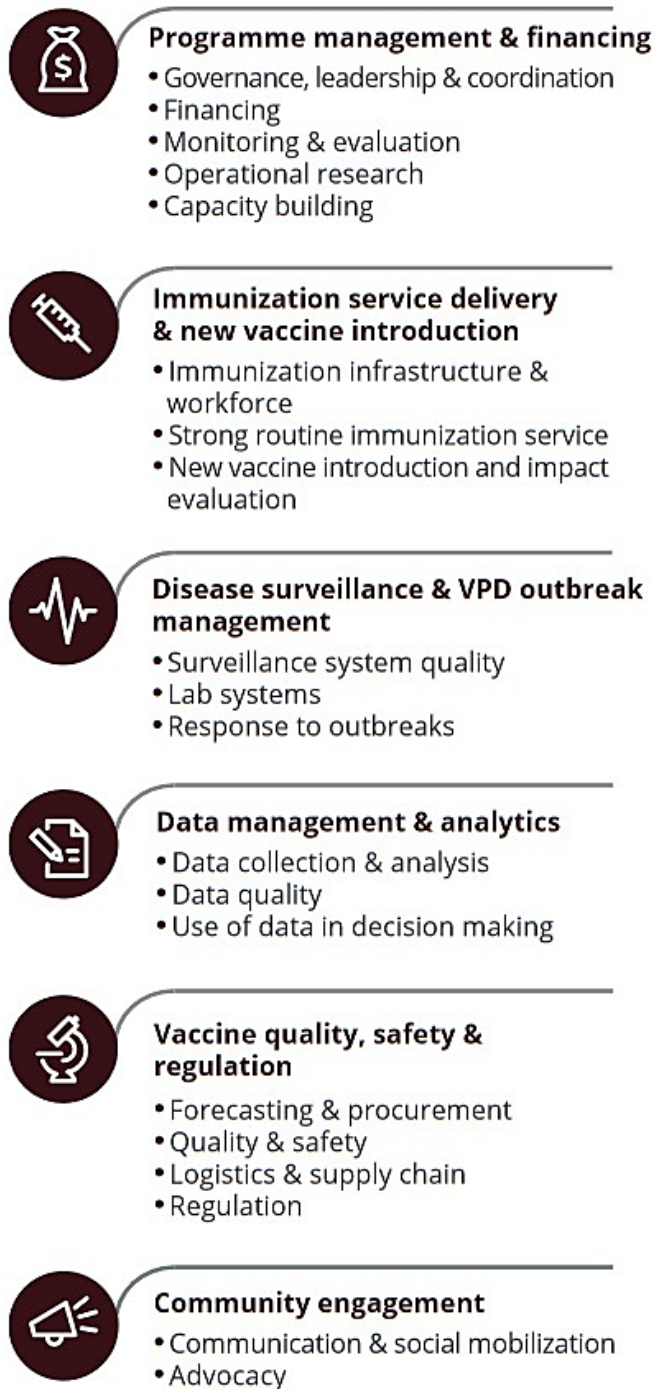 Programme management & financing
• Governance, leadership & coordination
• Financing
• Monitoring & evaluation
• Operational research
• Capacity building
Immunization service delivery
& new vaccine introduction
• Immunization infrastructure &
workforce
• Strong routine immunization service
• New vaccine introduction and impact
evaluation
Disease surveillance & VPD outbreak
management
• Surveillance system quality
• Lab systems
• Response to outbreaks
Data management & analytics
• Data collection & analysis
• Data quality
• Use of data in decision making
Vaccine quality, safety &
regulation
• Forecasting & procurement
• Quality & safety
• Logistics & supply chain
• Regulation
Community engagement
• Communication & social mobilization
• Advocacy